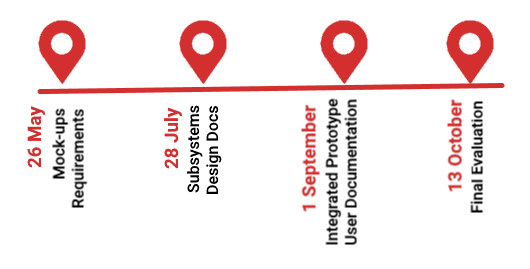 26 May
Mock-ups
Requirements
28 July
Subsystems
Design Docs
1 September
Integrated Prototype
User Documentation
13 October
Final Evaluation